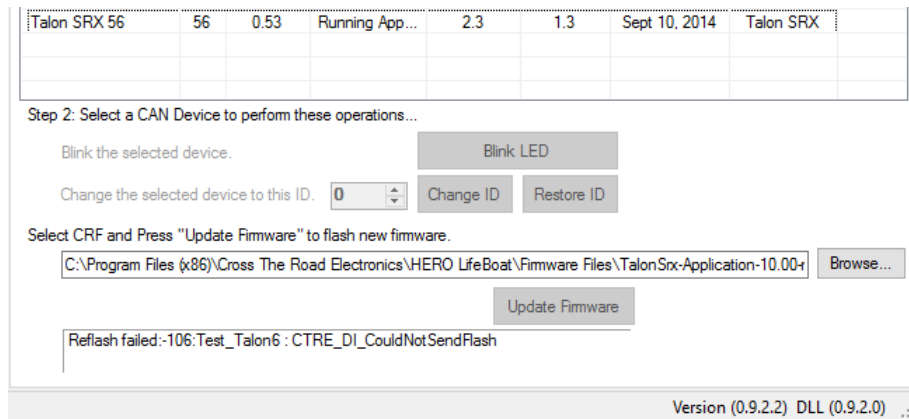 Talon SRX 56 56 0.53 Running App... 2.3 1.3 Sept 10, 2014 Talon SRX
Step 2: Select a CAN Device to perform these operations...
Blink the selected device. Blink LED
Change the selected device to this ID. 0 Change ID Restore ID
Select CRF and Press "Update Firmware" to flash new firmware.
C:\Program Files (x86)\Cross The Road Electronics\HERO LifeBoat\Firmware Files\TalonSrx-Application-10.00-r Browse...
Update Firmware
Reflash failed:-106:Test_Talon6 : CTRE_DI_CouldNotSendFlash
Version (0.9.2.2) DLL (0.9.2.0)